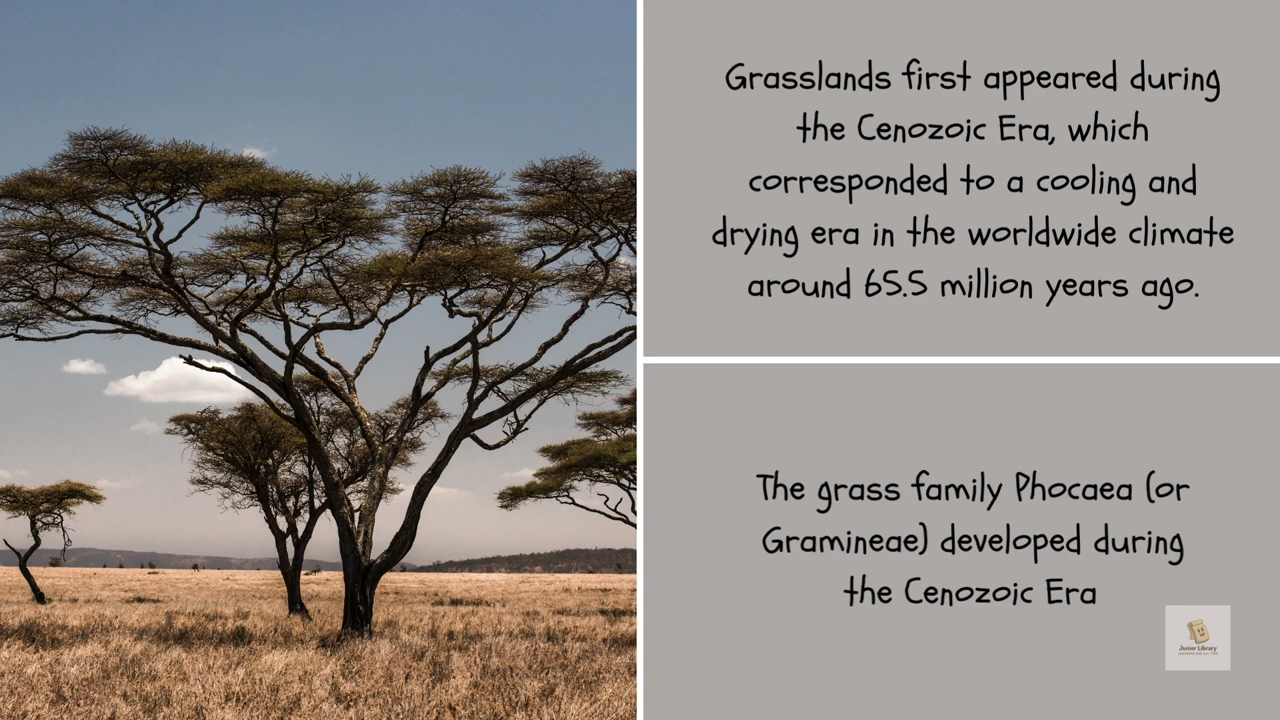 Grasslands first appeared during
the Cenozoic Era, which
corresponded to a cooling and
drying era in the worldwide climate
around 65.5 million years ago.
The grass family Phocaea (or
Gramineae) developed during
the Cenozoic Era
Junior Library